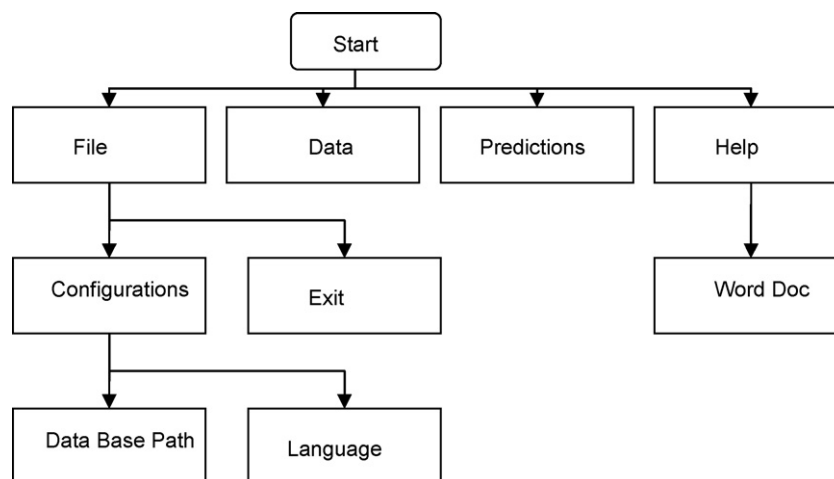 Start
File
Data
Predictions
Help
Configurations
Exit
Word Doc
Data Base Path
Language